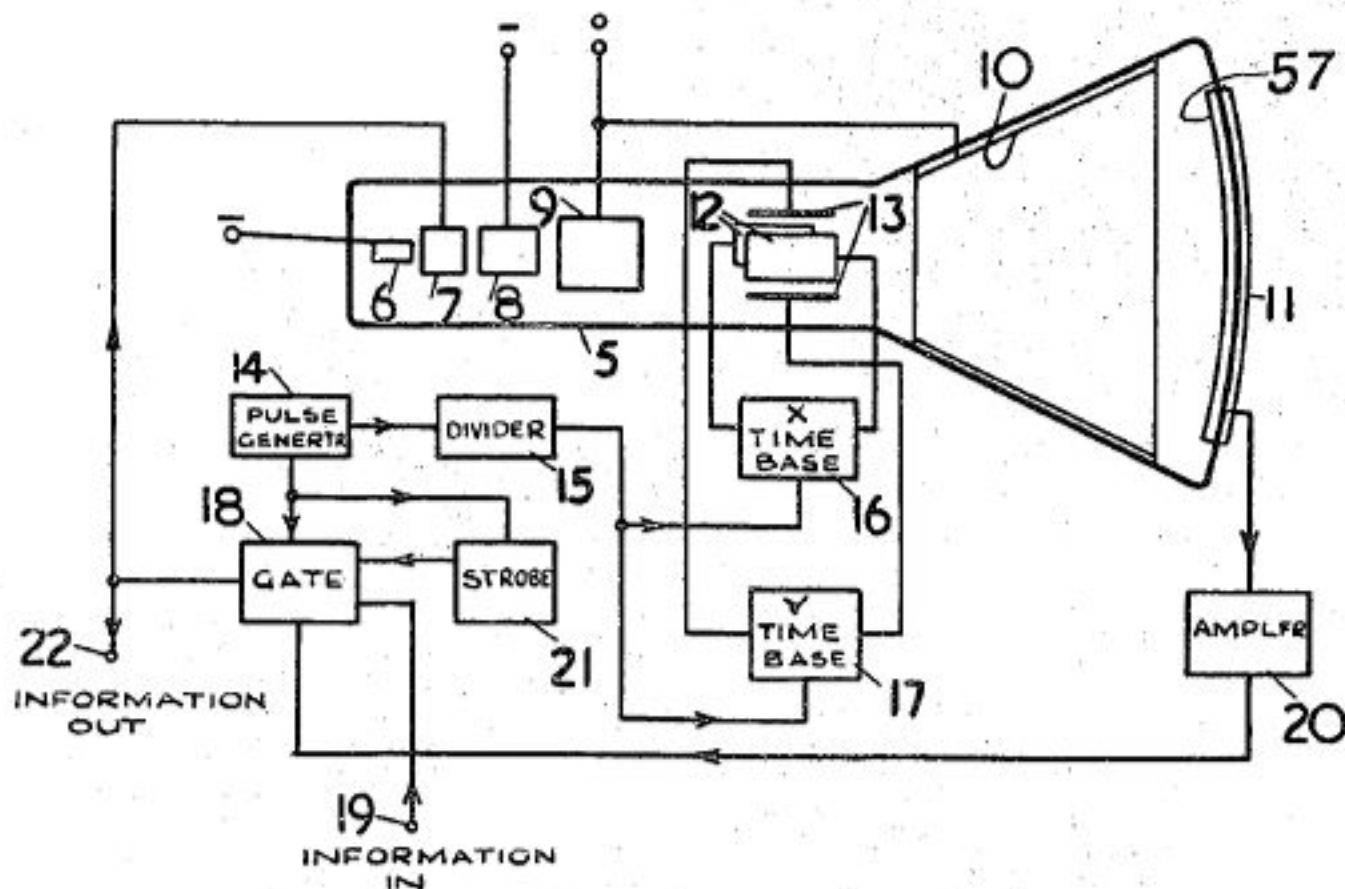 10
57
9
12
13
6
7
8
5
11
14
PULSE
GENERTR
DIVIDER
15
X
TIME
BASE
16
18
GATE
STROBE
21
Y
TIME
BASE
17
AMPLFR
20
22
INFORMATION
OUT
19
INFORMATION
IN